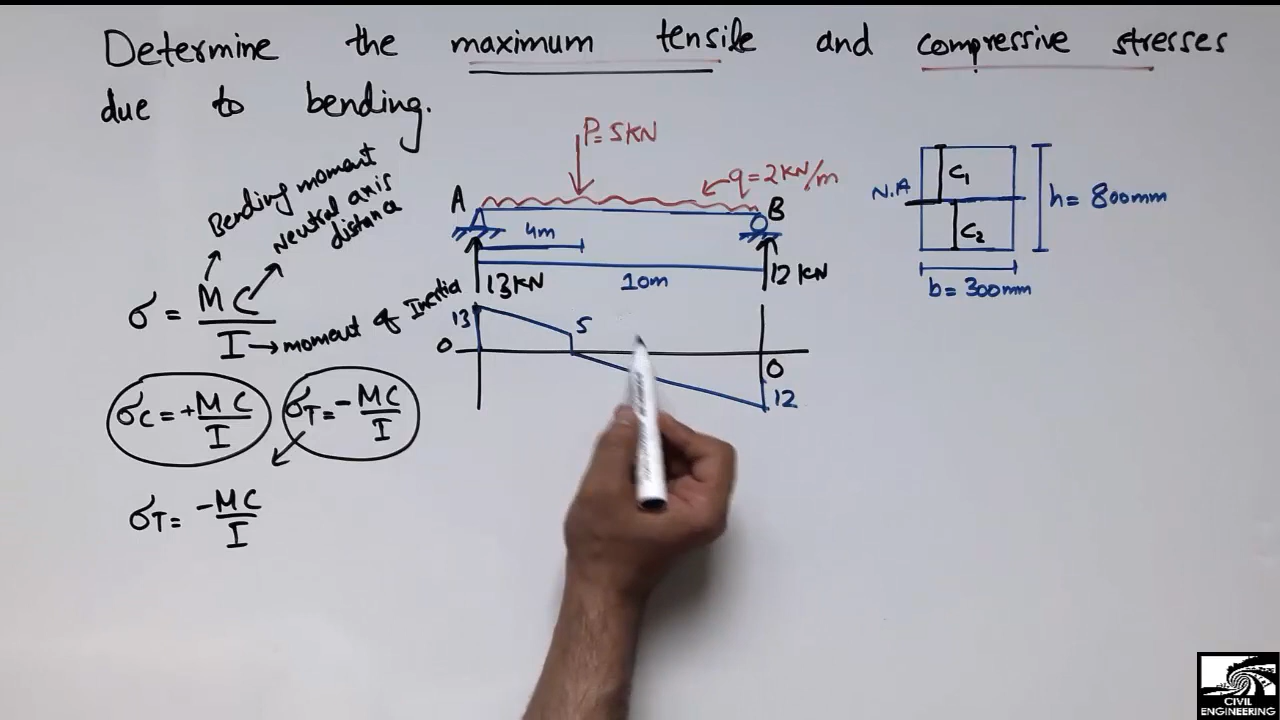 Determine the maximum tensile and compressive stresses
due to bending.
P=5KN
q=2KN/m
A
B
4m
10m
13KN
12KN
N.A
C1
C2
h= 800mm
b= 300mm
Bending moment
Neutral axis
distance
σ = MC/I
moment of Inertia
σC=+MC/I
σT=-MC/I
σT= -MC/I
13
5
0
0
12
CIVIL
ENGINEERING